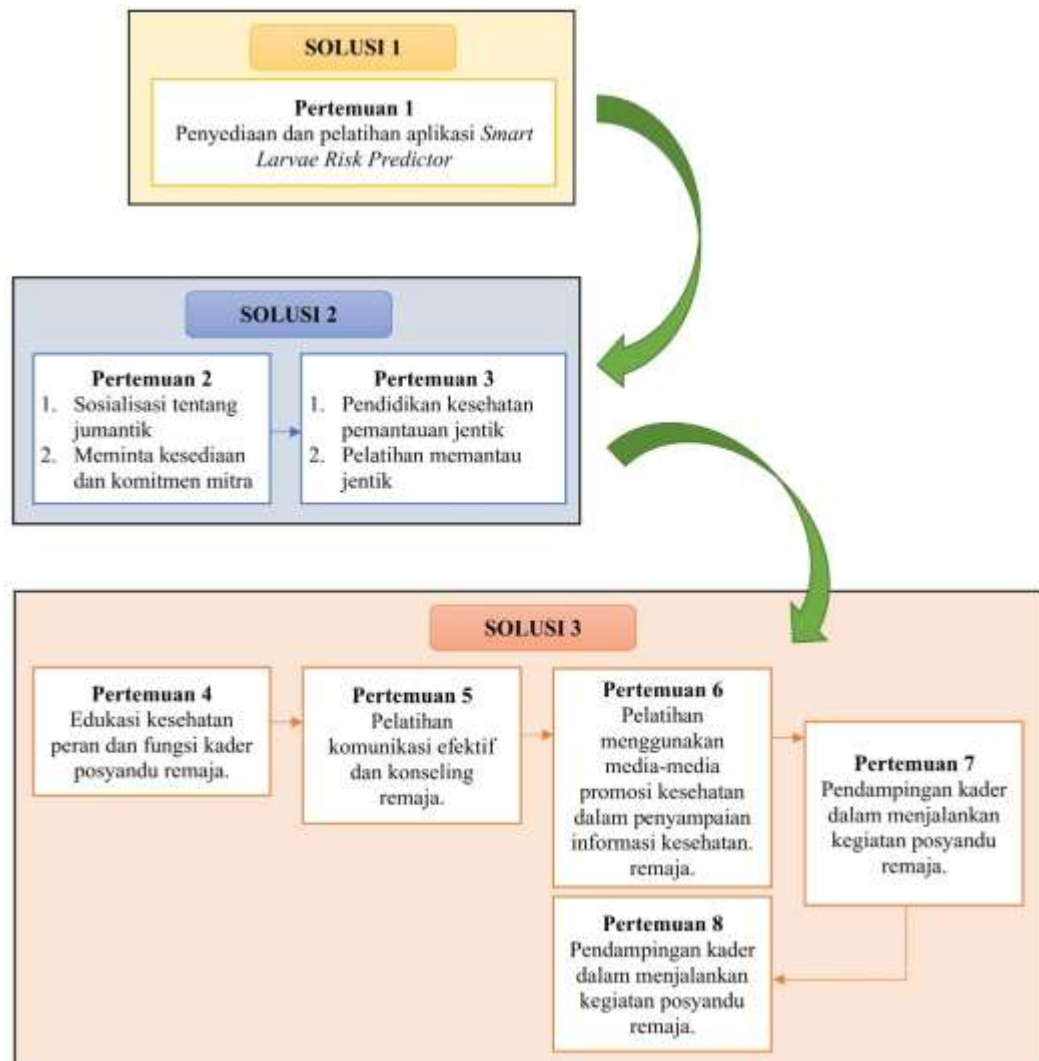 SOLUSI 1
Pertemuan 1
Penyediaan dan pelatihan aplikasi Smart
Larvae Risk Predictor
SOLUSI 2
Pertemuan 2
1. Sosialisasi tentang
jumantik
2. Meminta kesediaan
dan komitmen mitra
Pertemuan 3
1. Pendidikan kesehatan
pemantauan jentik
2. Pelatihan memantau
jentik
SOLUSI 3
Pertemuan 4
Edukasi kesehatan
peran dan fungsi kader
posyandu remaja.
Pertemuan 5
Pelatihan
komunikasi efektif
dan konseling
remaja.
Pertemuan 6
Pelatihan
menggunakan
media-media
promosi kesehatan
dalam penyampaian
informasi kesehatan.
remaja.
Pertemuan 7
Pendampingan kader
dalam menjalankan
kegiatan posyandu
remaja.
Pertemuan 8
Pendampingan kader
dalam menjalankan
kegiatan posyandu
remaja.